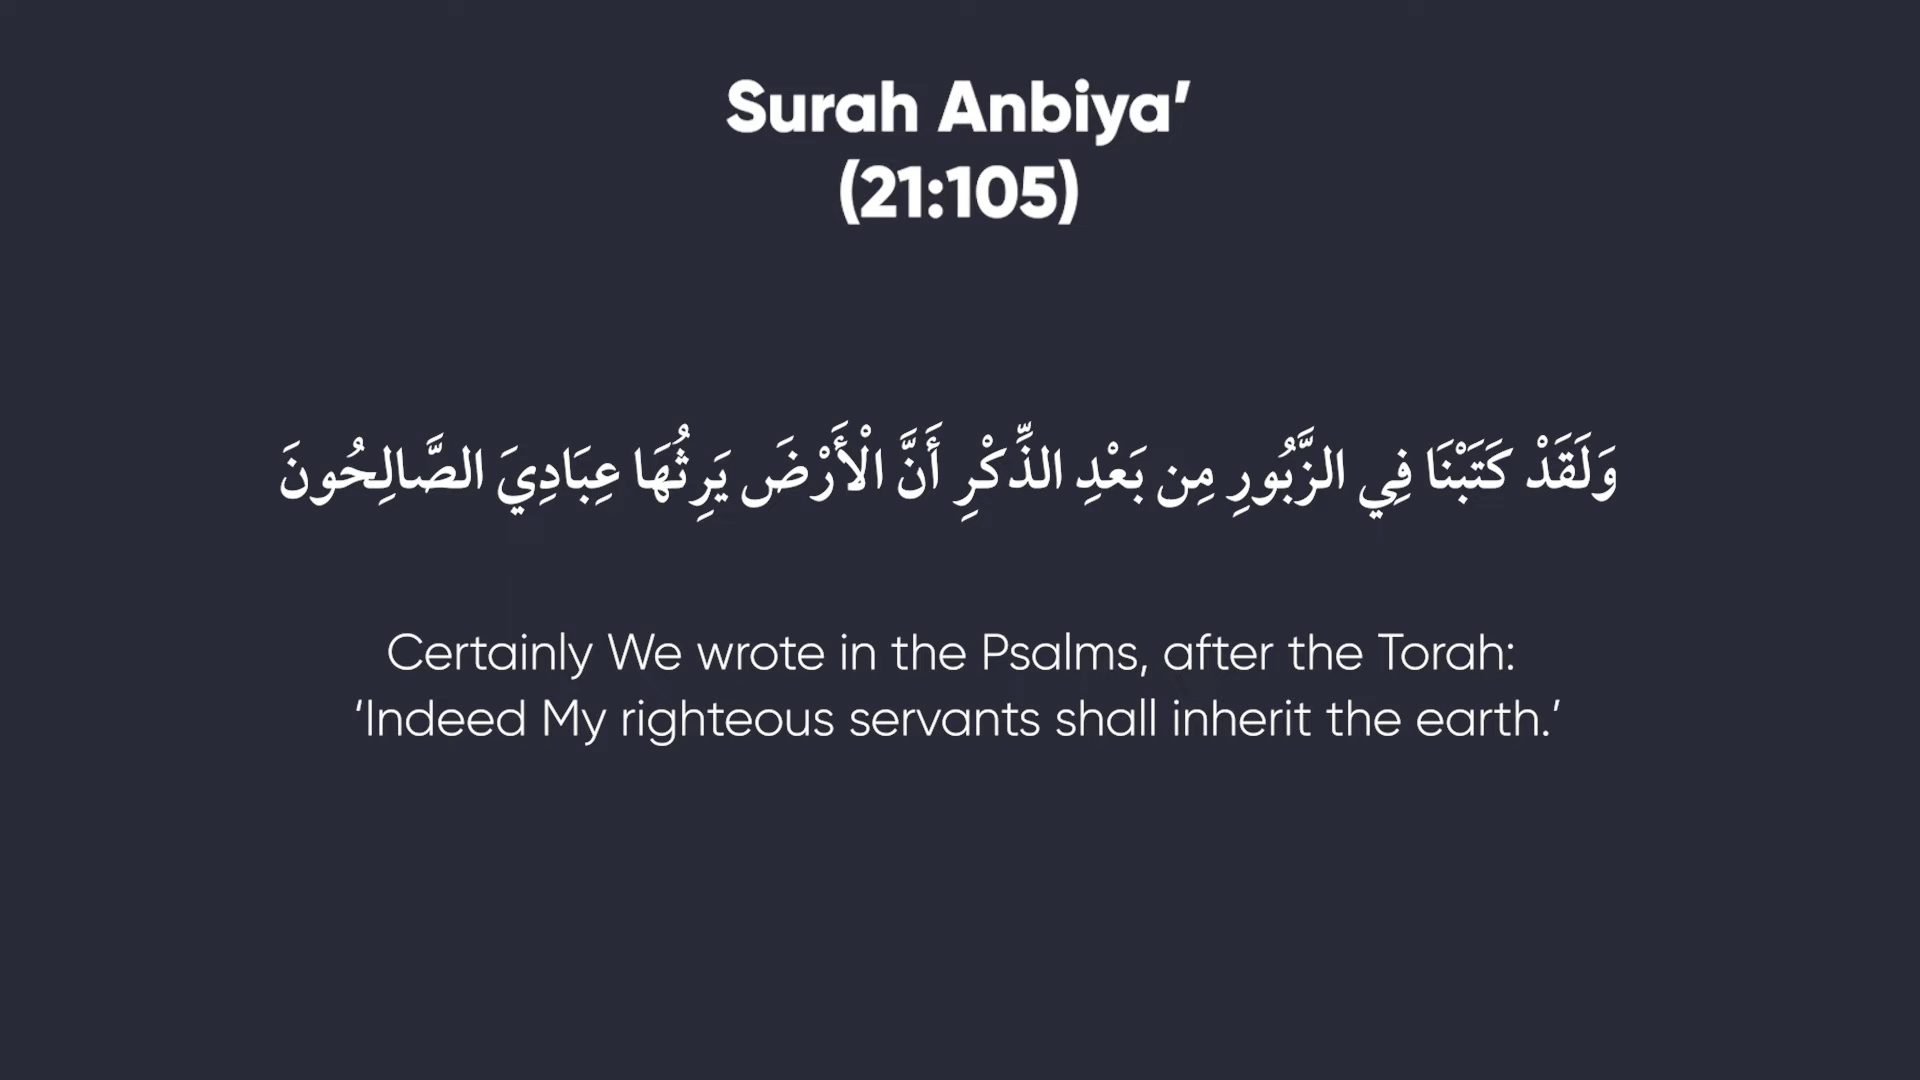 Surah Anbiya’
(21:105)
وَلَقَدْ كَتَبْنَا فِي الزَّبُورِ مِن بَعْدِ الذِّكْرِ أَنَّ الْأَرْضَ يَرِثُهَا عِبَادِيَ الصَّالِحُونَ
Certainly We wrote in the Psalms, after the Torah:
‘Indeed My righteous servants shall inherit the earth.’